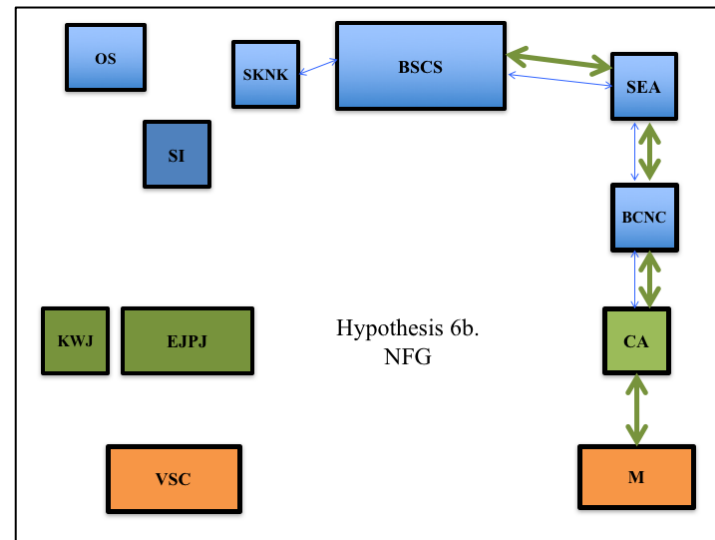 OS
SKNK
BSCS
SEA
SI
BCNC
KWJ
EJPJ
Hypothesis 6b.
NFG
CA
VSC
M